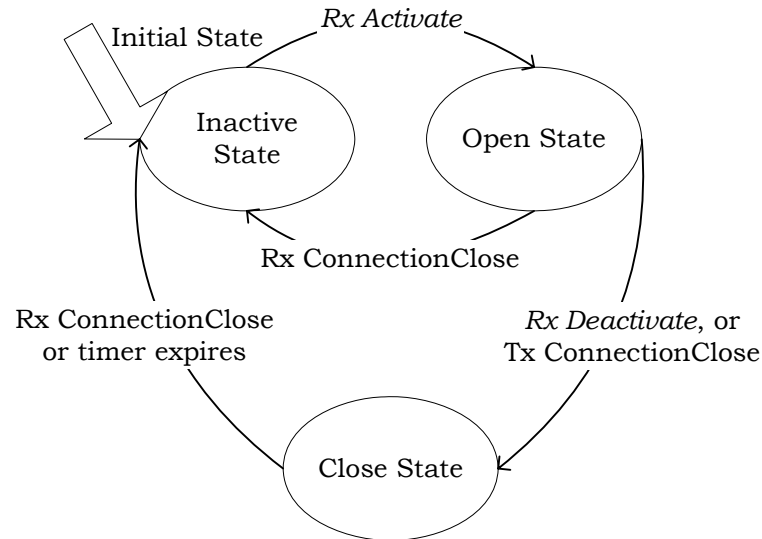 Initial State
Rx Activate
Inactive
State
Open State
Rx ConnectionClose
Rx ConnectionClose
or timer expires
Rx Deactivate, or
Tx ConnectionClose
Close State